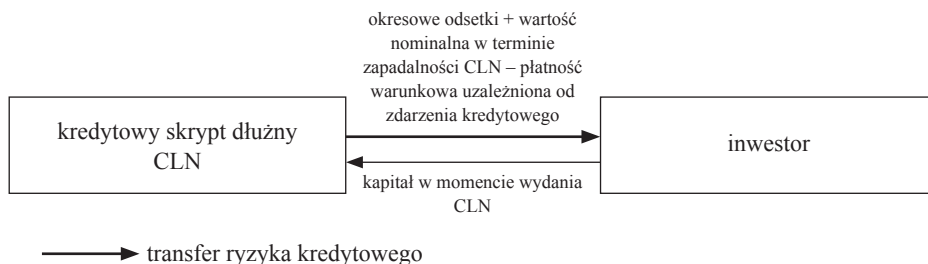 okresowe odsetki + wartość
nominalna w terminie
zapadalności CLN – płatność
warunkowa uzależniona od
zdarzenia kredytowego
kredytowy skrypt dłużny
CLN
inwestor
kapitał w momencie wydania
CLN
transfer ryzyka kredytowego